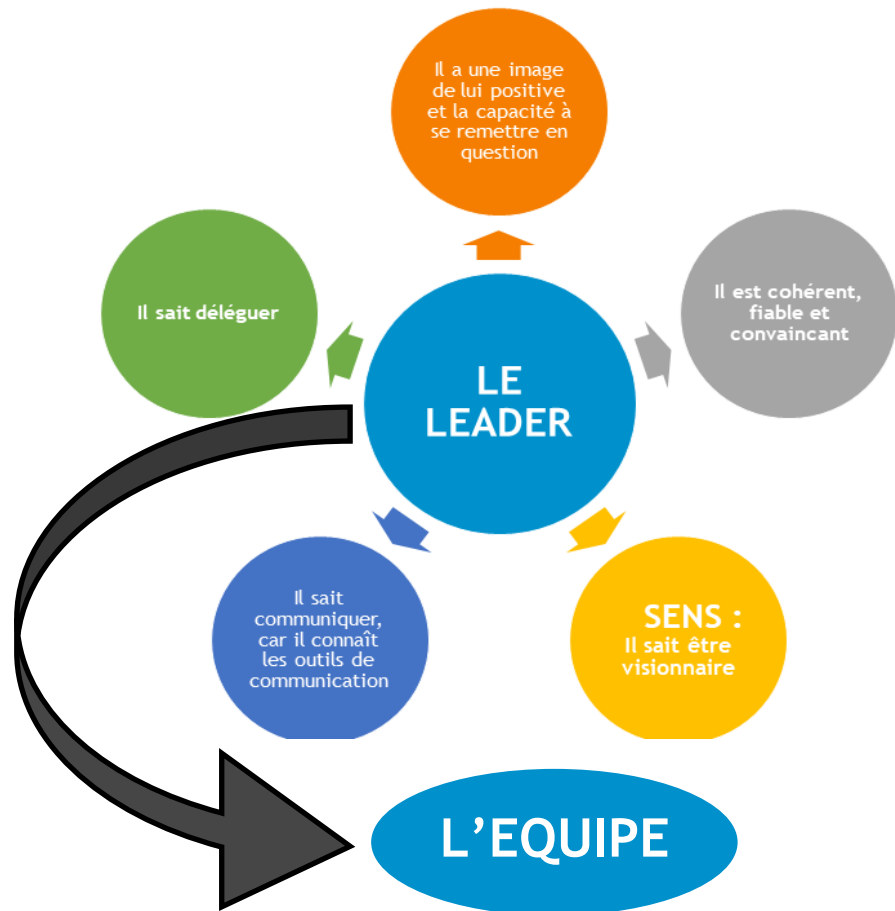 Il a une image
de lui positive
et la capacité à
se remettre en
question
Il sait déléguer
Il est cohérent,
fiable et
convaincant
LE
LEADER
Il sait
communiquer,
car il connaît
les outils de
communication
SENS :
Il sait être
visionnaire
L’EQUIPE